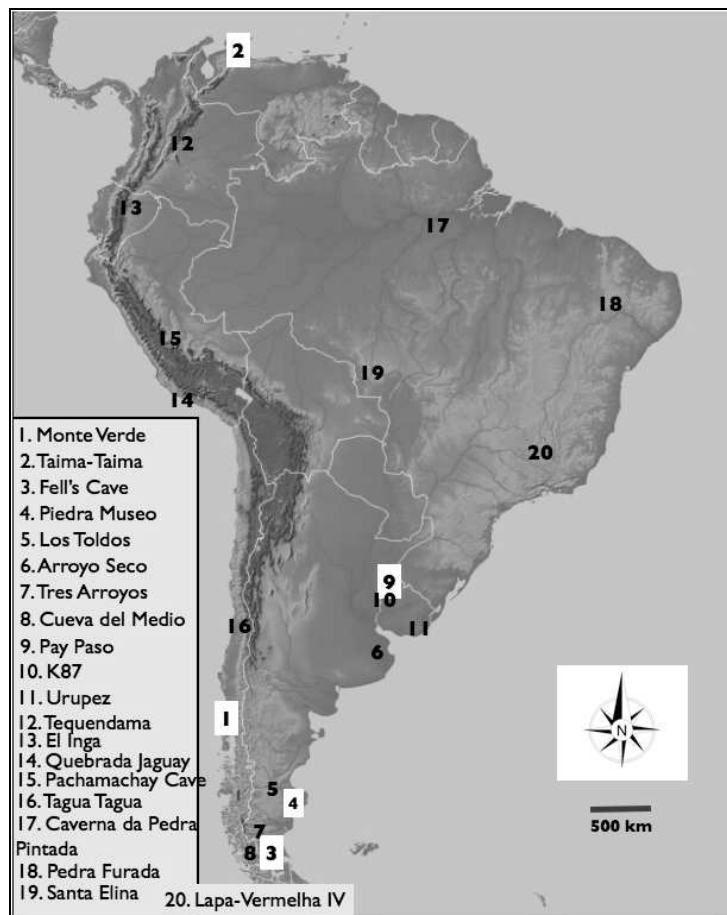 2
12
13
17
18
15
19
14
20
9
10
16
11
6
1
5
4
7
8
3
N
500 km
1. Monte Verde
2. Taima-Taima
3. Fell's Cave
4. Piedra Museo
5. Los Toldos
6. Arroyo Seco
7. Tres Arroyos
8. Cueva del Medio
9. Pay Paso
10. K87
11. Urupez
12. Tequendama
13. El Inga
14. Quebrada Jaguay
15. Pachamachay Cave
16. Tagua Tagua
17. Caverna da Pedra
Pintada
18. Pedra Furada
19. Santa Elina
20. Lapa-Vermelha IV